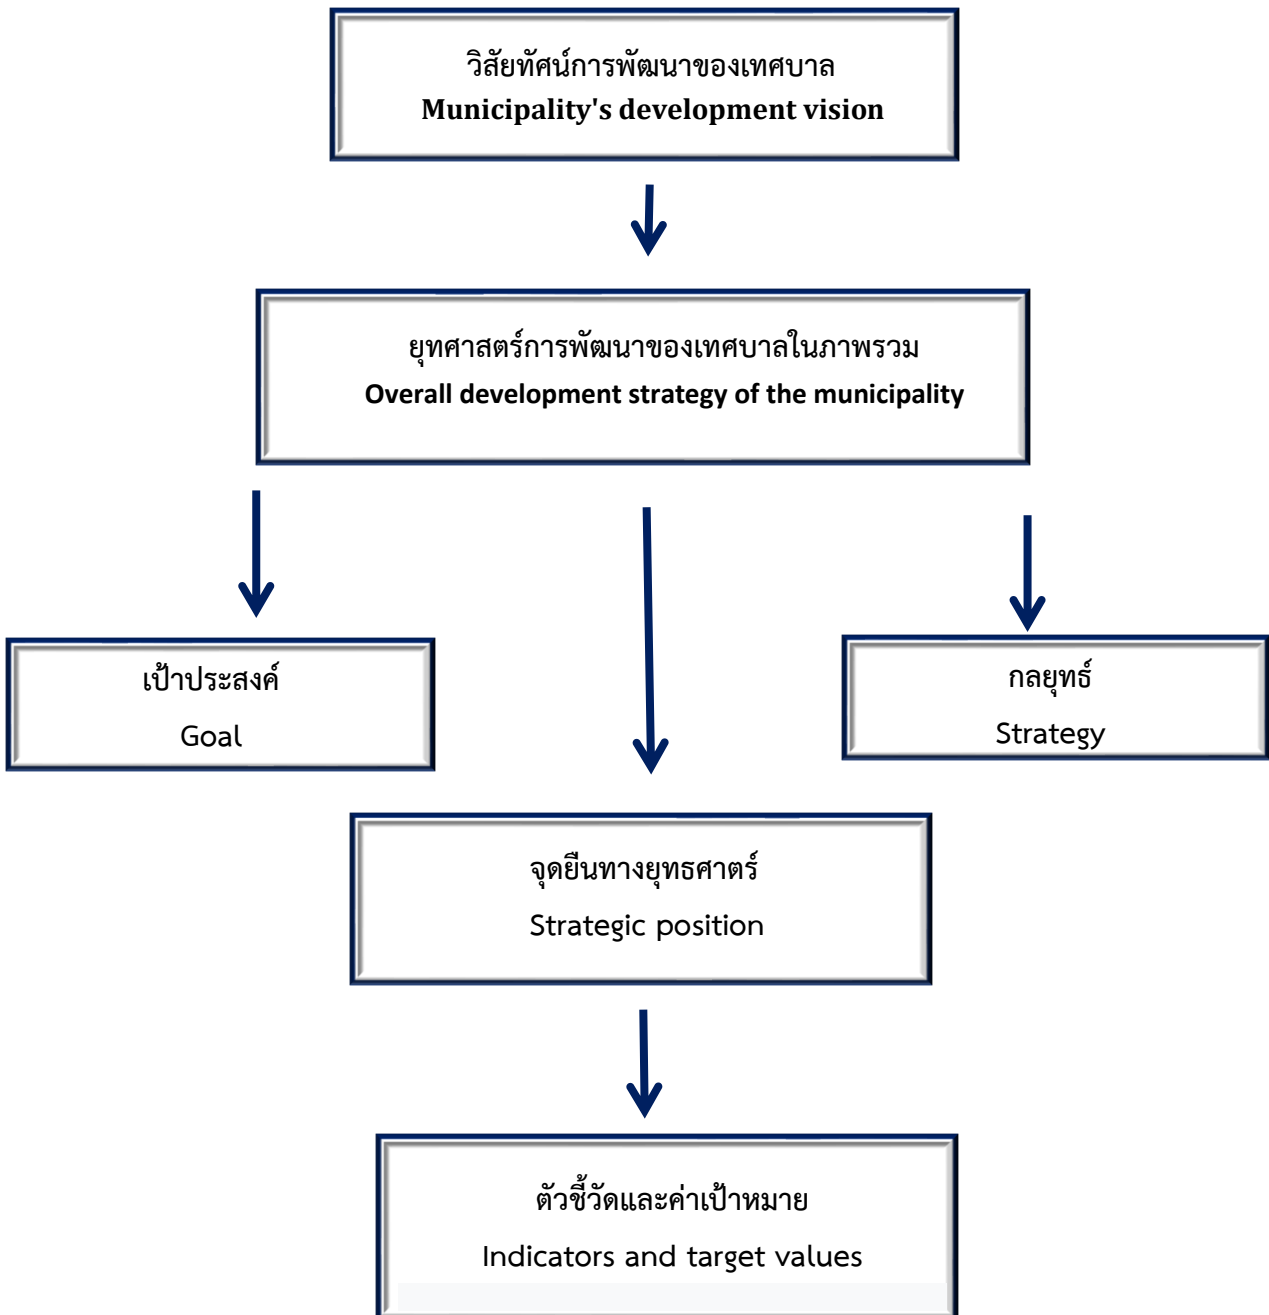 วิสัยทัศน์การพัฒนาของเทศบาล
Municipality's development vision
ยุทศาสตร์การพัฒนาของเทศบาลในภาพรวม
Overall development strategy of the municipality
เป้าประสงค์
Goal
กลยุทธ์
Strategy
จุดยืนทางยุทธศาตร์
Strategic position
ตัวชี้วัดและค่าเป้าหมาย
Indicators and target values